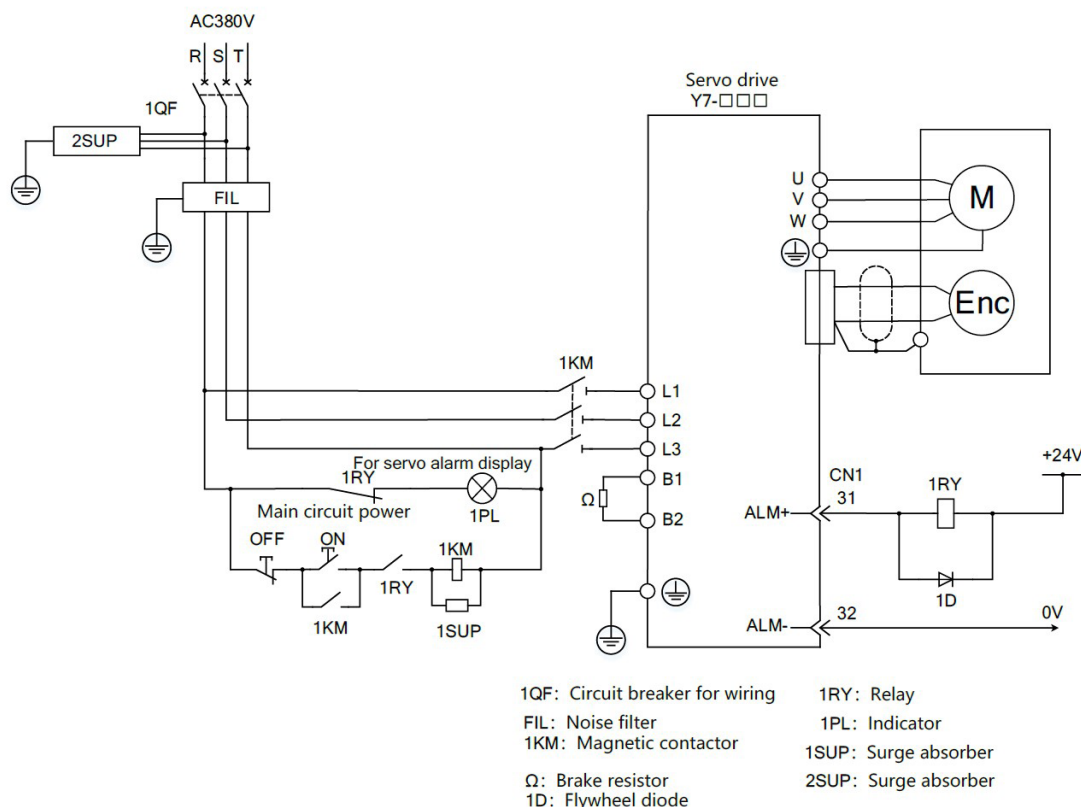 AC380V
R S T
1QF
2SUP
FIL
Servo drive
Y7-□□□
U
V
W
M
Enc
1KM
L1
L2
L3
For servo alarm display
1RY
1PL
Main circuit power
OFF
ON
1KM
1RY
1KM
1SUP
Ω
B1
B2
CN1
ALM+
31
1RY
+24V
1D
ALM-
32
0V
1QF: Circuit breaker for wiring
FIL: Noise filter
1KM: Magnetic contactor
Ω: Brake resistor
1D: Flywheel diode
1RY: Relay
1PL: Indicator
1SUP: Surge absorber
2SUP: Surge absorber